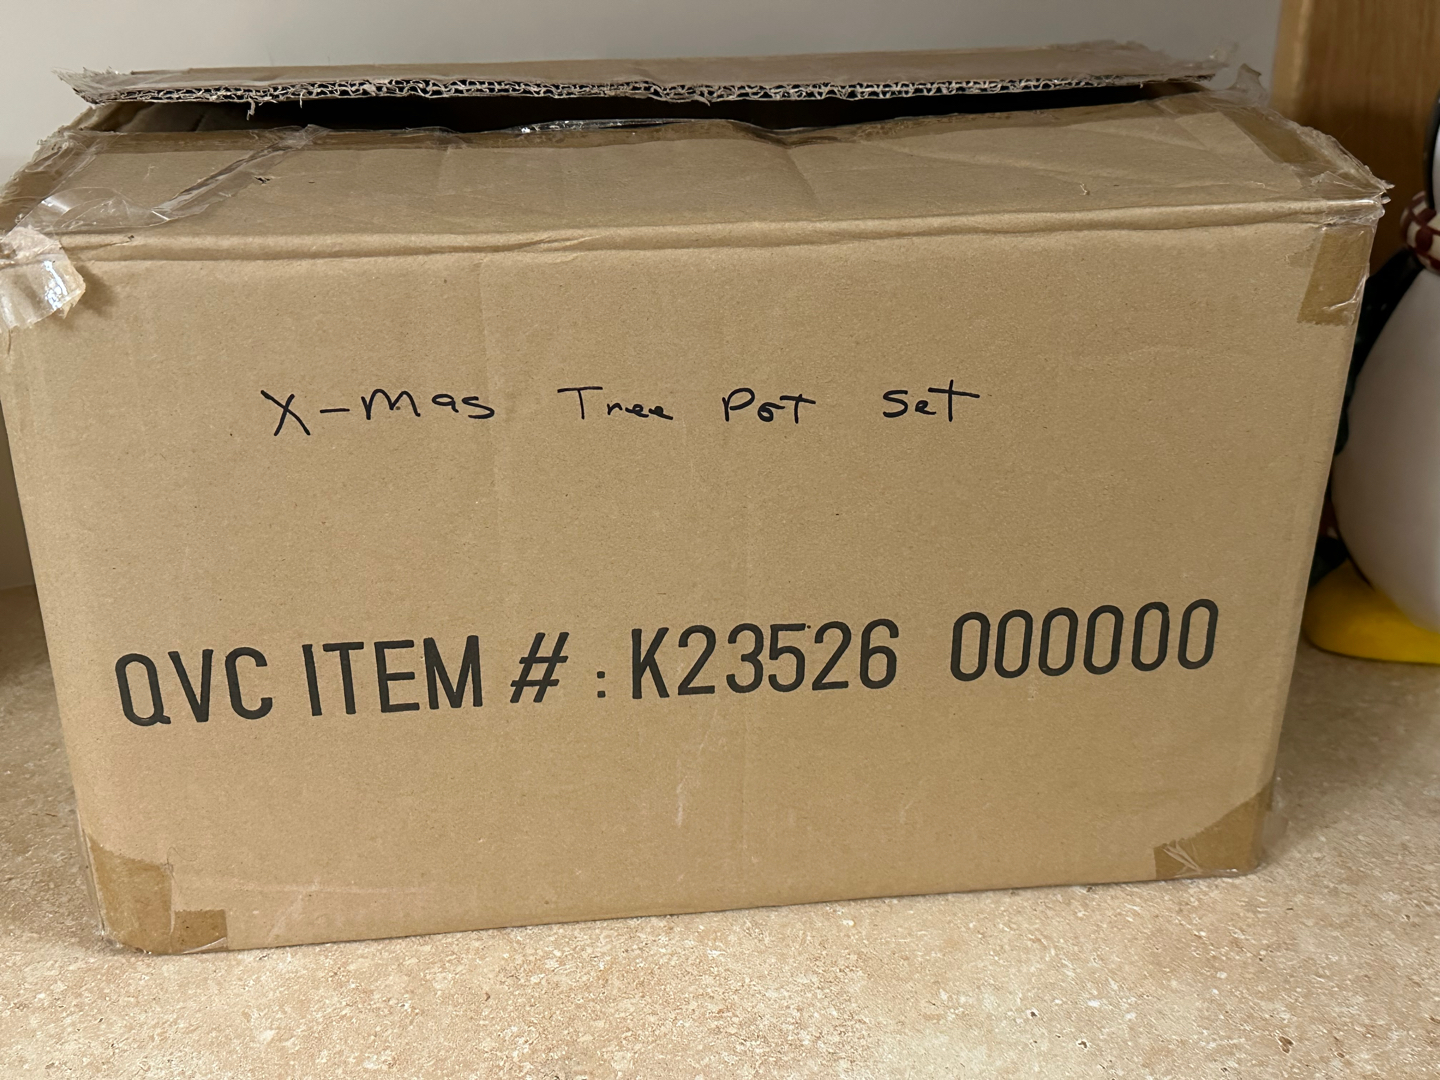 X-mas Tree Pot Set
QVC ITEM # : K23526 000000